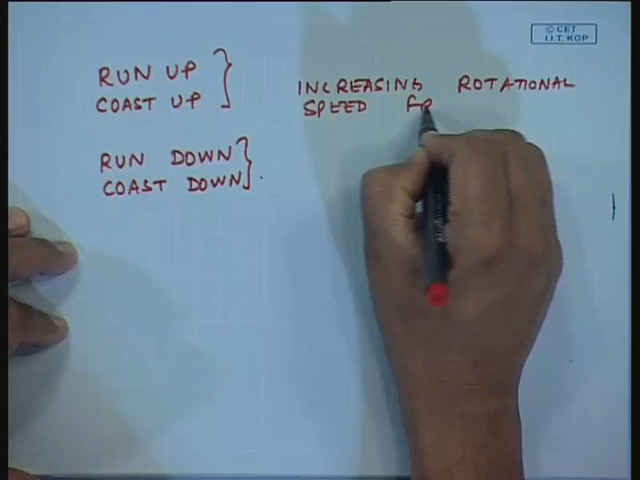 © CET
I.I.T. KGP
RUN UP
COAST UP
INCREASING ROTATIONAL
SPEED
RUN DOWN
COAST DOWN